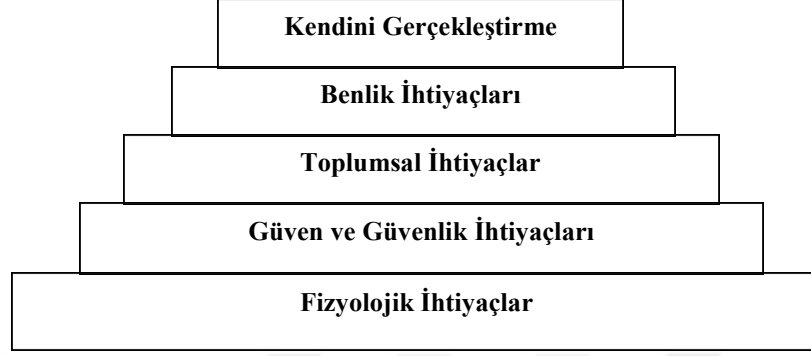 Kendini Gerçekleştirme
Benlik İhtiyaçları
Toplumsal İhtiyaçlar
Güven ve Güvenlik İhtiyaçları
Fizyolojik İhtiyaçlar